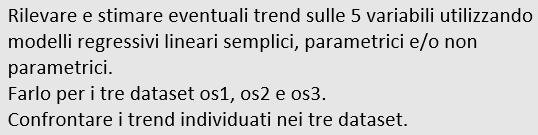 Rilevare e stimare eventuali trend sulle 5 variabili utilizzando
modelli regressivi lineari semplici, parametrici e/o non
parametrici.
Farlo per i tre dataset os1, os2 e os3.
Confrontare i trend individuati nei tre dataset.